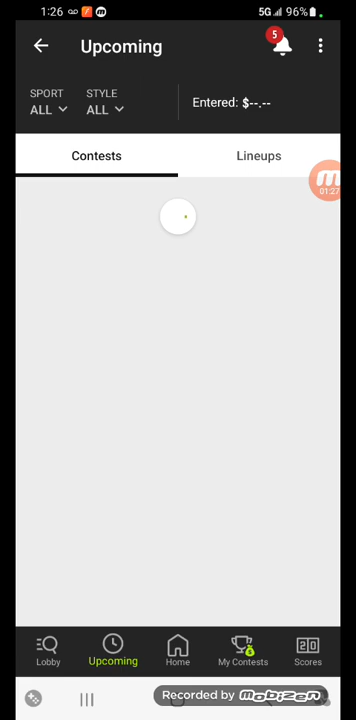 1:26
5G 96%
Upcoming
5
SPORT
STYLE
ALL
ALL
Entered: $--.--
Contests
Lineups
01:27
20
Lobby
Upcoming
Home
My Contests
Scores
Recorded by mobizen